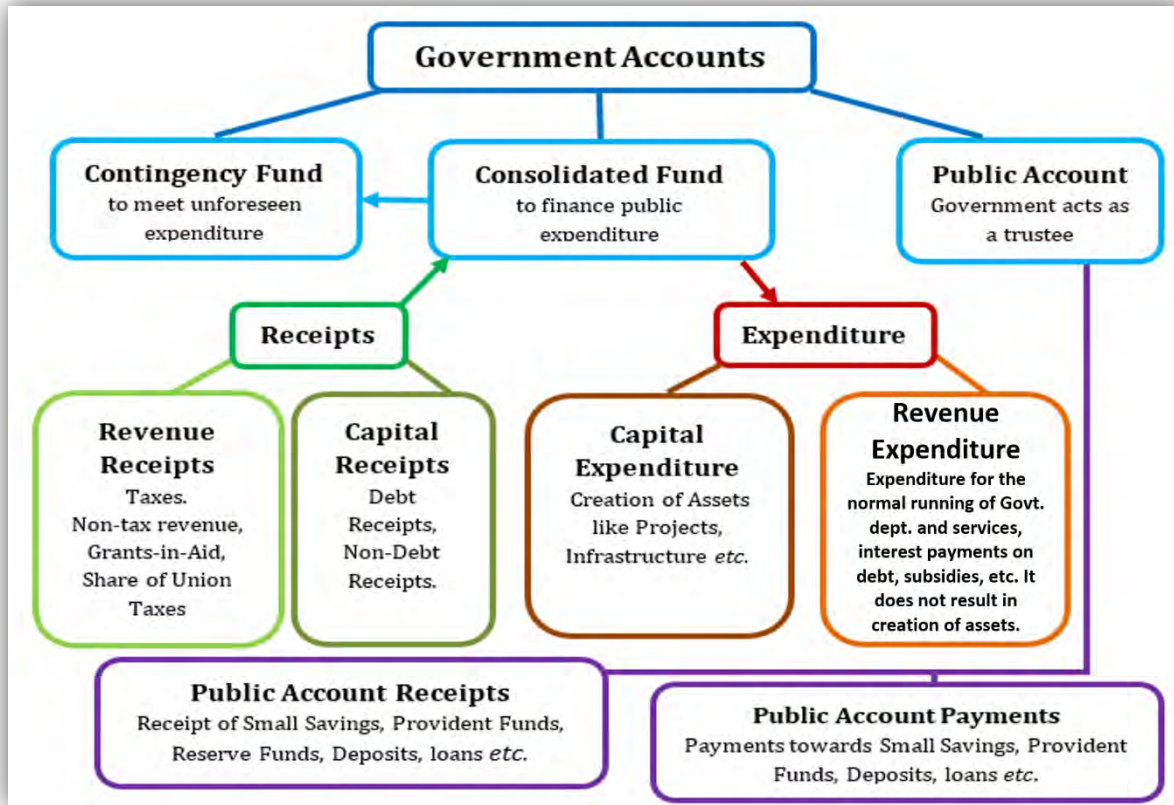 Government Accounts
Contingency Fund
to meet unforeseen
expenditure
Consolidated Fund
to finance public
expenditure
Public Account
Government acts as
a trustee
Receipts
Expenditure
Revenue
Receipts
Taxes.
Non-tax revenue,
Grants-in-Aid,
Share of Union
Taxes
Capital
Receipts
Debt
Receipts,
Non-Debt
Receipts.
Capital
Expenditure
Creation of Assets
like Projects,
Infrastructure etc.
Revenue
Expenditure
Expenditure for the
normal running of Govt.
dept. and services,
interest payments on
debt, subsidies, etc. It
does not result in
creation of assets.
Public Account Receipts
Receipt of Small Savings, Provident Funds,
Reserve Funds, Deposits, loans etc.
Public Account Payments
Payments towards Small Savings, Provident
Funds, Deposits, loans etc.